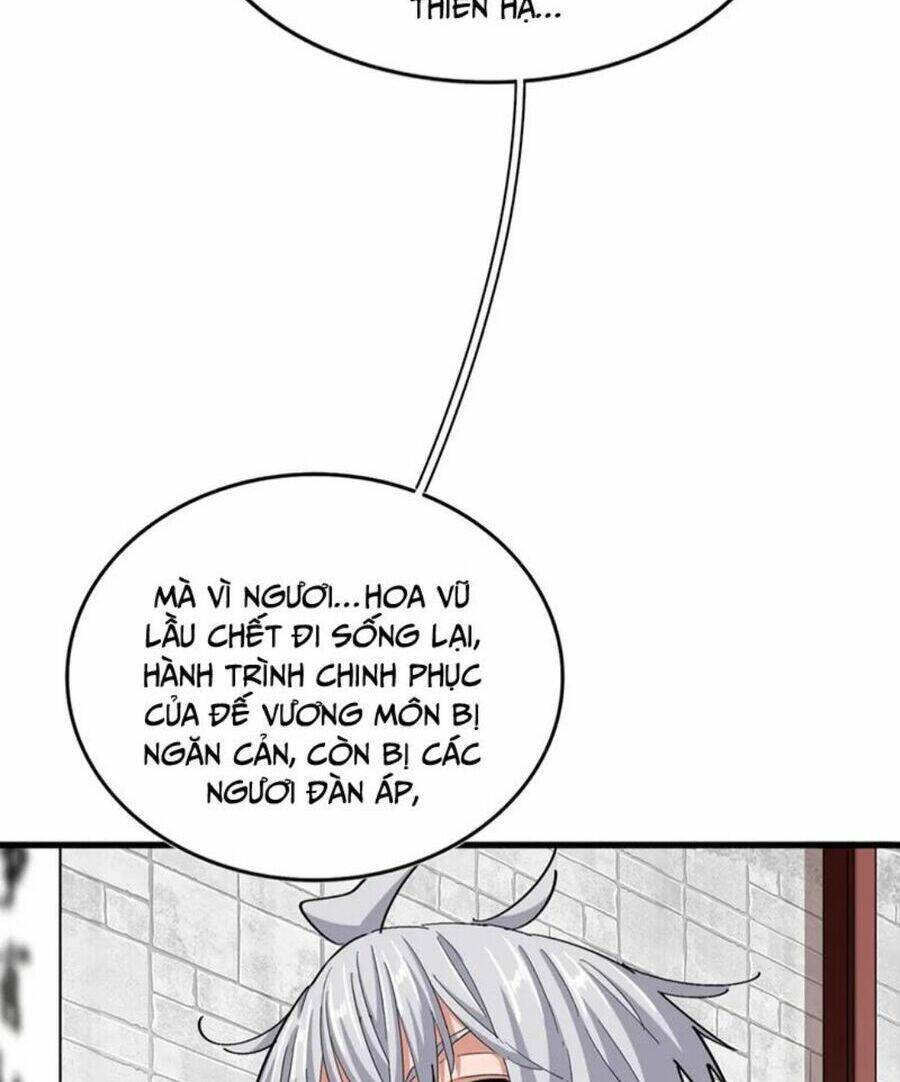 THIÊN HẠ...
MÀ VÌ NGƯƠI...HOA VŨ
LẦU CHẾT ĐI SỐNG LẠI,
HÀNH TRÌNH CHINH PHỤC
CỦA ĐẾ VƯƠNG MÔN BỊ
NGĂN CẢN, CÒN BỊ CÁC
NGƯƠI ĐÀN ÁP,